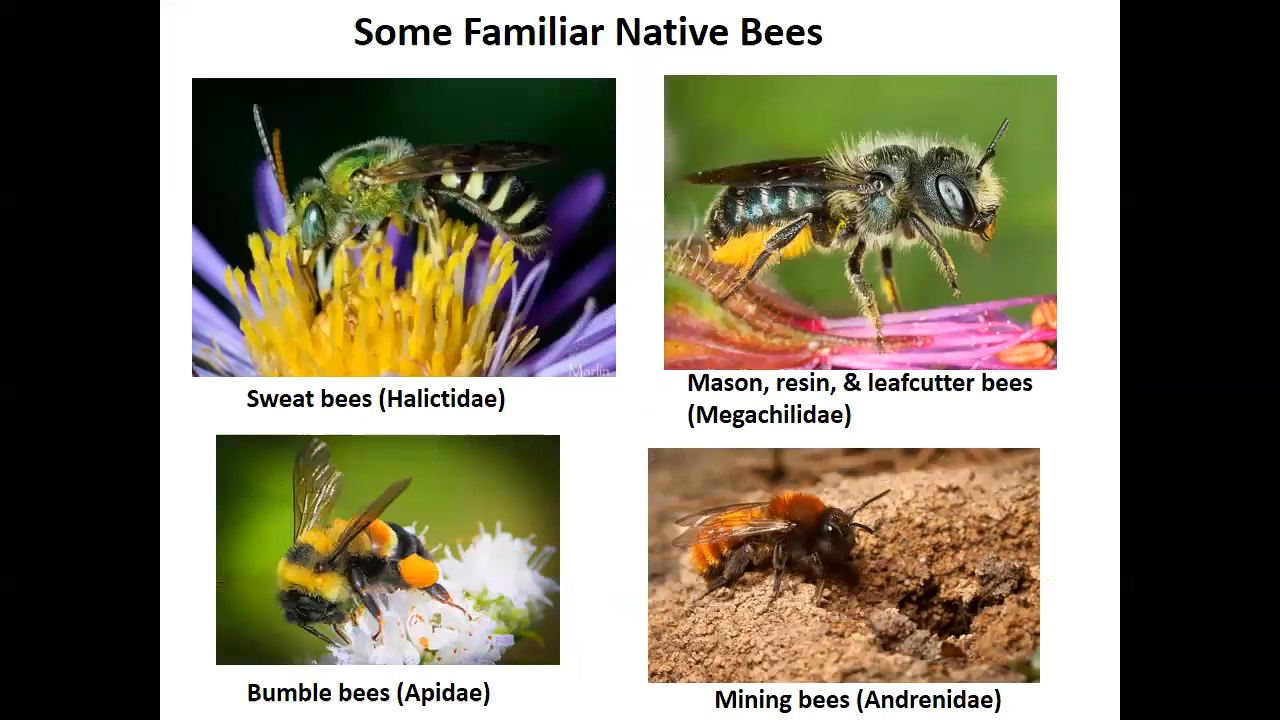 Some Familiar Native Bees
Marlin
Sweat bees (Halictidae)
Mason, resin, & leafcutter bees
(Megachilidae)
Bumble bees (Apidae)
Mining bees (Andrenidae)